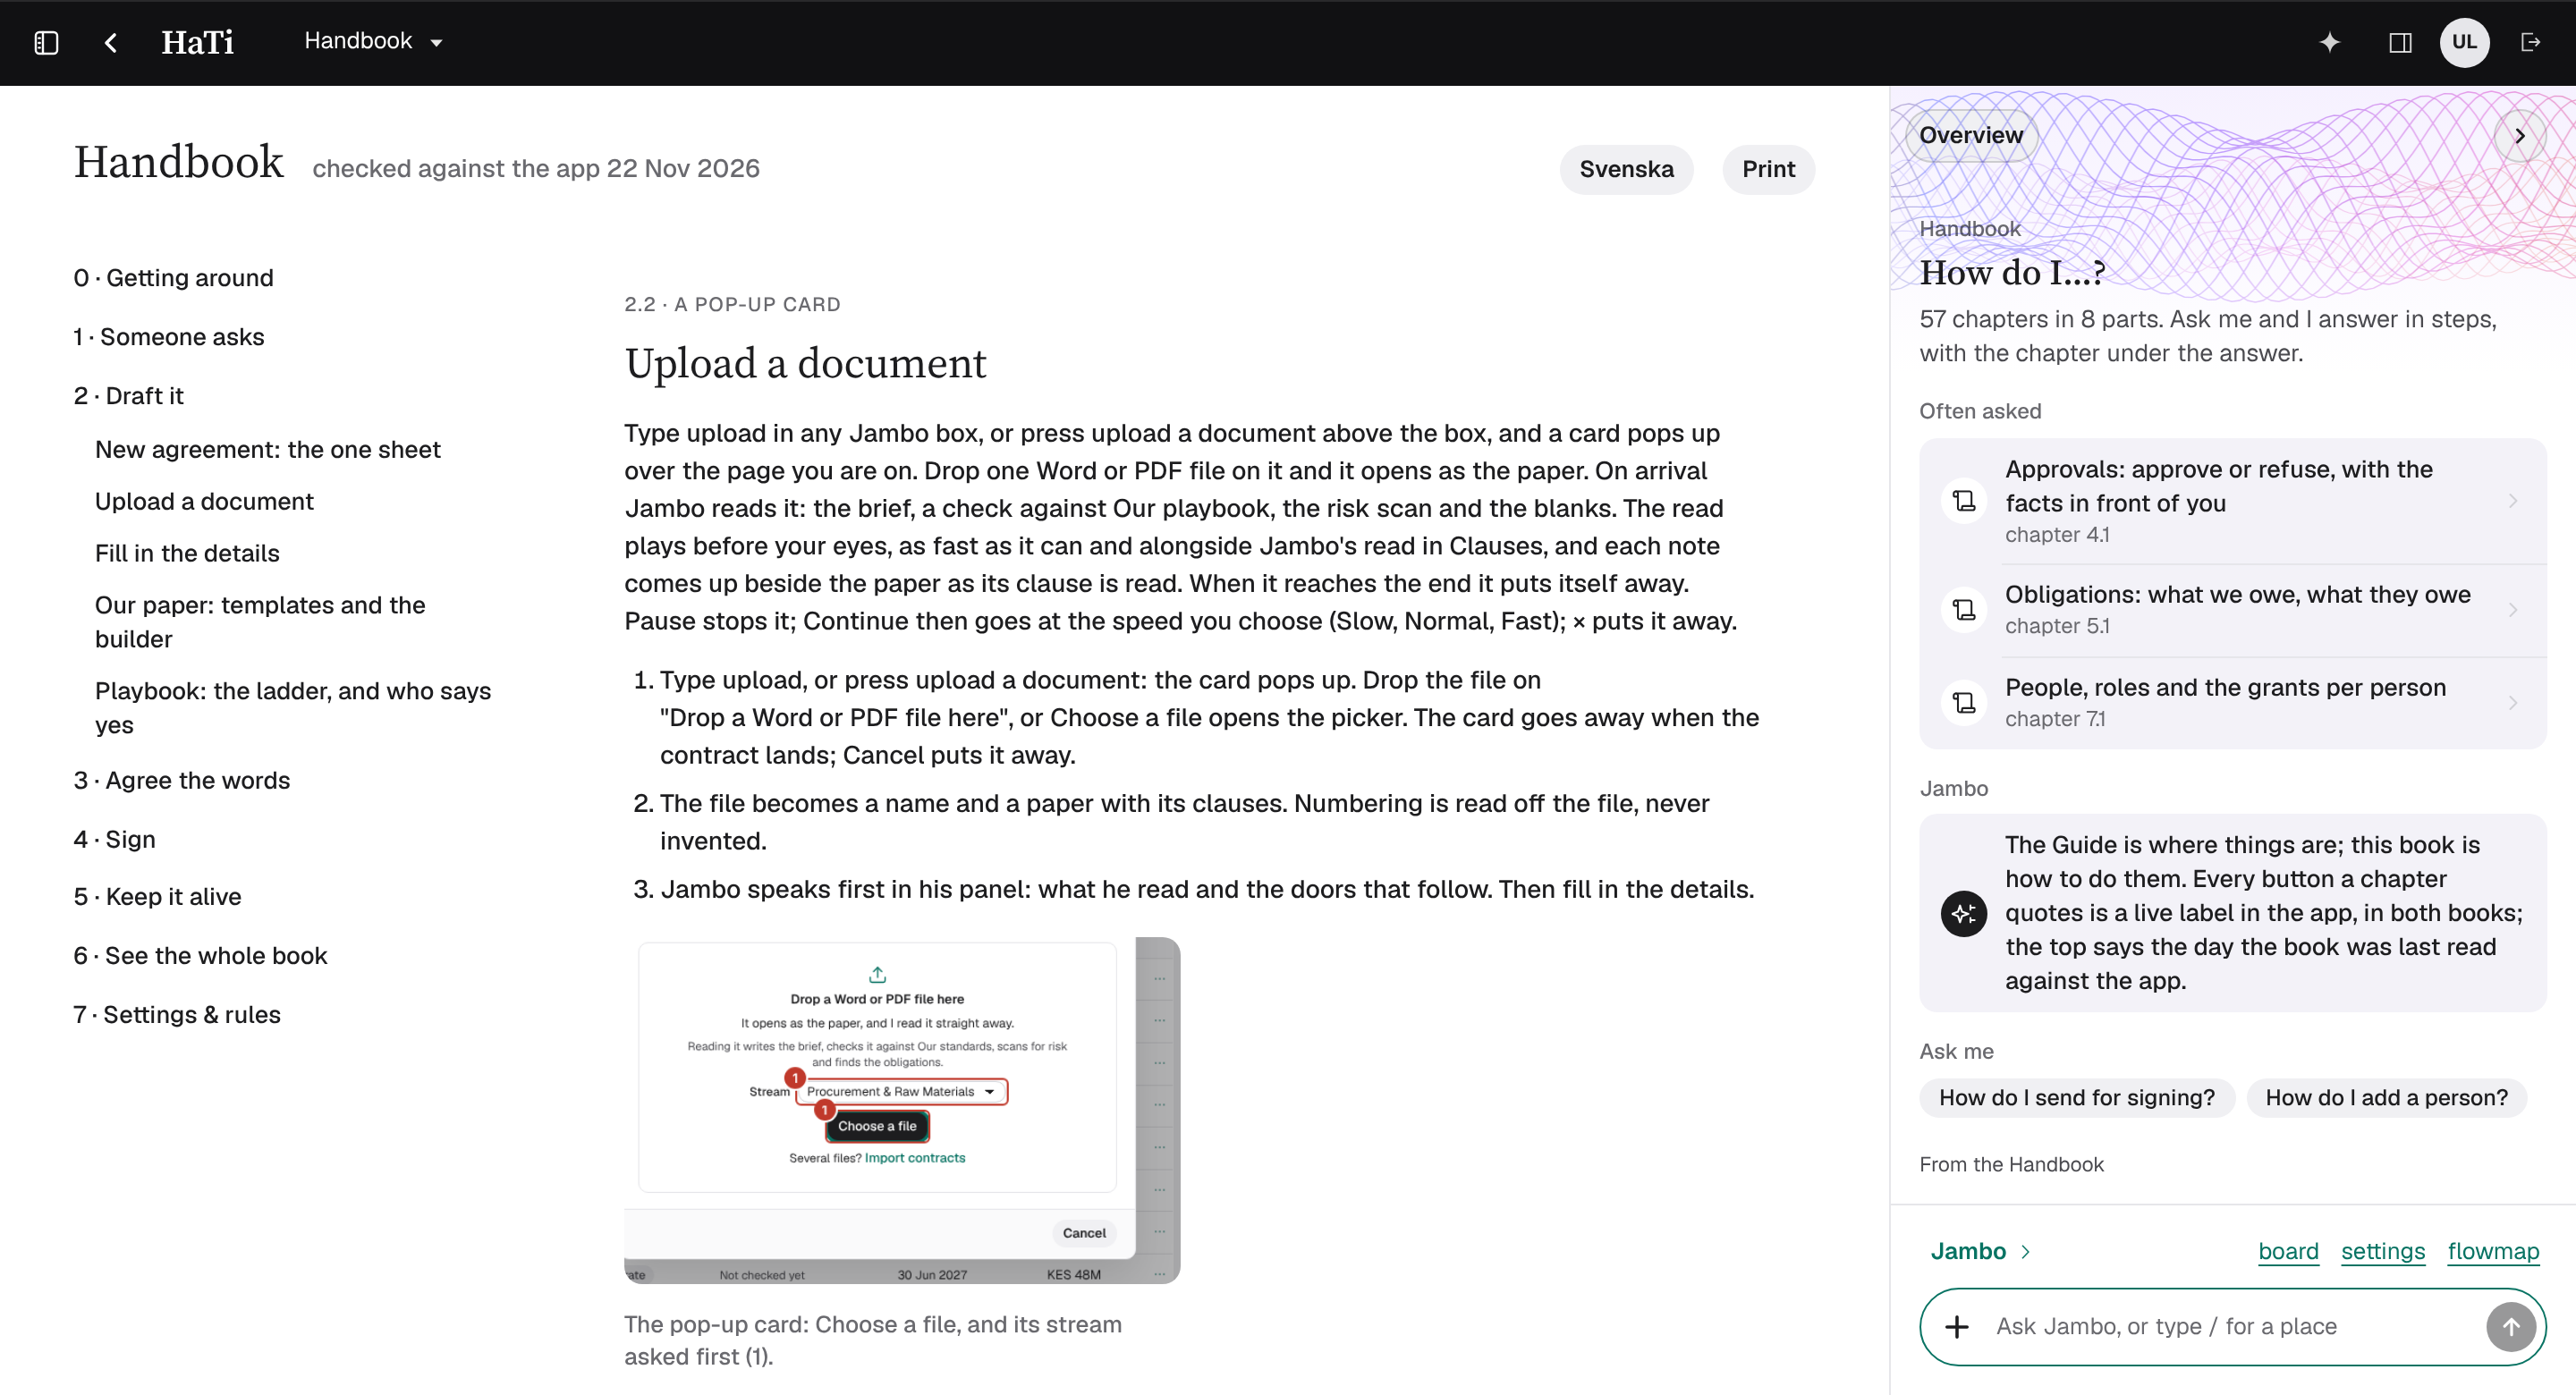 HaTi
Handbook
UL
Handbook
checked against the app 22 Nov 2026
Svenska
Print
0 · Getting around
1 · Someone asks
2 · Draft it
New agreement: the one sheet
Upload a document
Fill in the details
Our paper: templates and the
builder
Playbook: the ladder, and who says
yes
3 · Agree the words
4 · Sign
5 · Keep it alive
6 · See the whole book
7 · Settings & rules
2.2 · A POP-UP CARD
Upload a document
Type upload in any Jambo box, or press upload a document above the box, and a card pops up
over the page you are on. Drop one Word or PDF file on it and it opens as the paper. On arrival
Jambo reads it: the brief, a check against Our playbook, the risk scan and the blanks. The read
plays before your eyes, as fast as it can and alongside Jambo's read in Clauses, and each note
comes up beside the paper as its clause is read. When it reaches the end it puts itself away.
Pause stops it; Continue then goes at the speed you choose (Slow, Normal, Fast); × puts it away.
1. Type upload, or press upload a document: the card pops up. Drop the file on
"Drop a Word or PDF file here", or Choose a file opens the picker. The card goes away when the
contract lands; Cancel puts it away.
2. The file becomes a name and a paper with its clauses. Numbering is read off the file, never
invented.
3. Jambo speaks first in his panel: what he read and the doors that follow. Then fill in the details.
Drop a Word or PDF file here
It opens as the paper, and I read it straight away.
Reading it writes the brief, checks it against Our standards, scans for risk
and finds the obligations.
1
Stream Procurement & Raw Materials
1
Choose a file
Several files? Import contracts
Cancel
rate Not checked yet 30 Jun 2027 KES 48M
The pop-up card: Choose a file, and its stream
asked first (1).
Overview
Handbook
How do I...?
57 chapters in 8 parts. Ask me and I answer in steps,
with the chapter under the answer.
Often asked
Approvals: approve or refuse, with the
facts in front of you
chapter 4.1
Obligations: what we owe, what they owe
chapter 5.1
People, roles and the grants per person
chapter 7.1
Jambo
The Guide is where things are; this book is
how to do them. Every button a chapter
quotes is a live label in the app, in both books;
the top says the day the book was last read
against the app.
Ask me
How do I send for signing?
How do I add a person?
From the Handbook
Jambo
board settings flowmap
Ask Jambo, or type / for a place